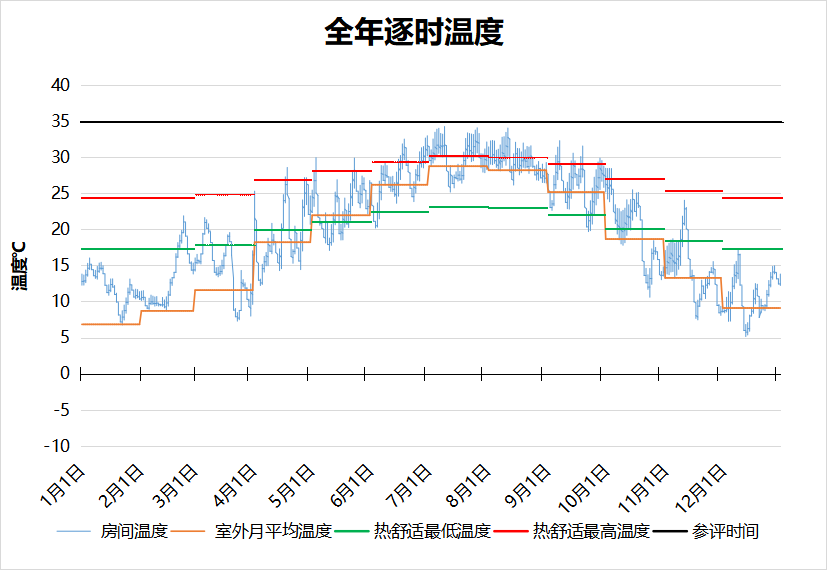 全年逐时温度
40
35
30
25
20
15
10
5
0
-5
-10
温度℃
1月1日
2月1日
3月1日
4月1日
5月1日
6月1日
7月1日
8月1日
9月1日
10月1日
11月1日
12月1日
房间温度 室外月平均温度 热舒适最低温度 热舒适最高温度 参评时间